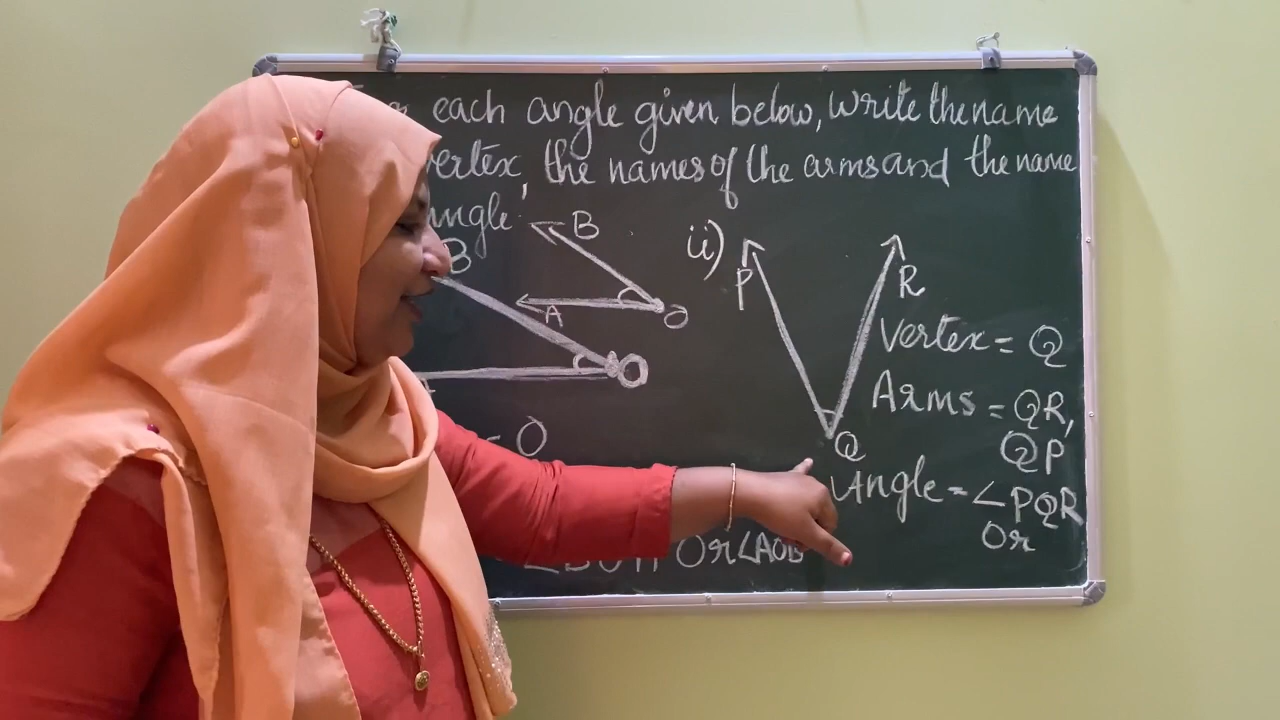 each angle given below, write the name
vertex, the names of the arms and the name
angle.
B
B
A
O
O
ii)
P
R
Q
Vertex = Q
Arms = QR,
QP
Angle = ∠PQR
Or
= O
Or ∠AOB